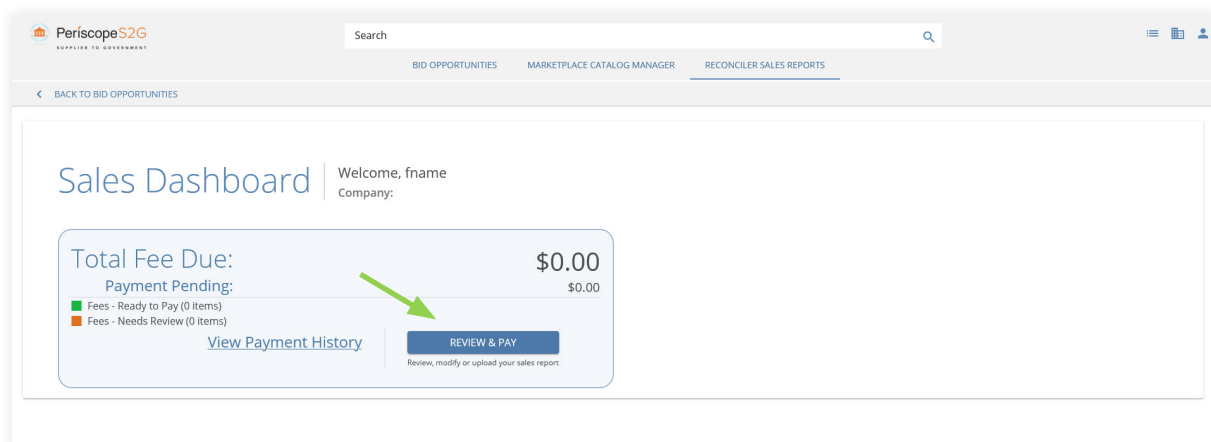 Periscope S2G
SUPPLIER TO GOVERNMENT
Search
BID OPPORTUNITIES MARKETPLACE CATALOG MANAGER RECONCILER SALES REPORTS
BACK TO BID OPPORTUNITIES
Sales Dashboard
Welcome, fname
Company:
Total Fee Due: $0.00
Payment Pending: $0.00
Fees - Ready to Pay (0 items)
Fees - Needs Review (0 items)
View Payment History
REVIEW & PAY
Review, modify or upload your sales report